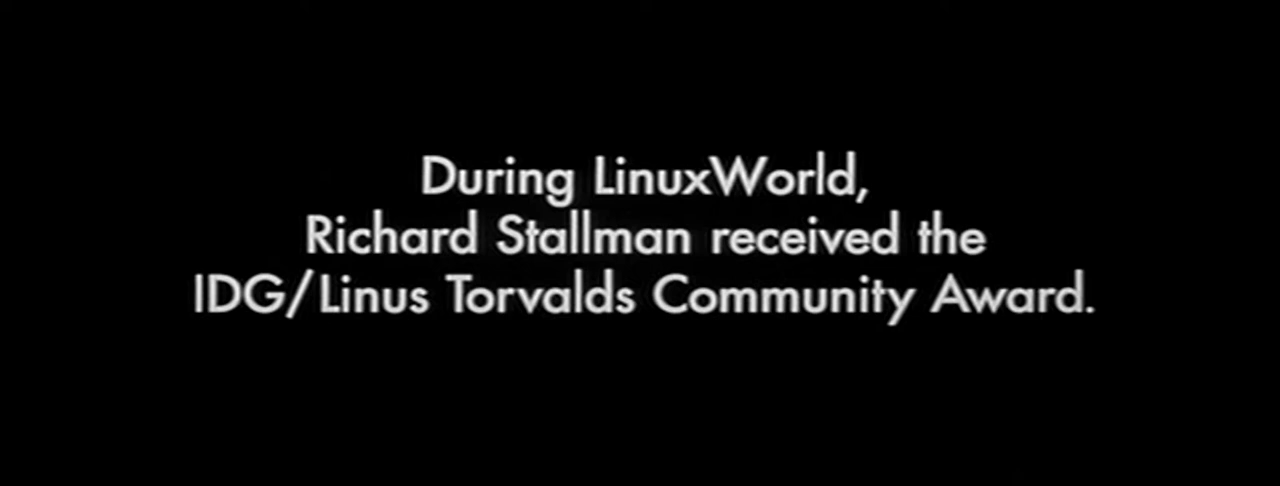 During LinuxWorld,
Richard Stallman received the
IDG/Linus Torvalds Community Award.